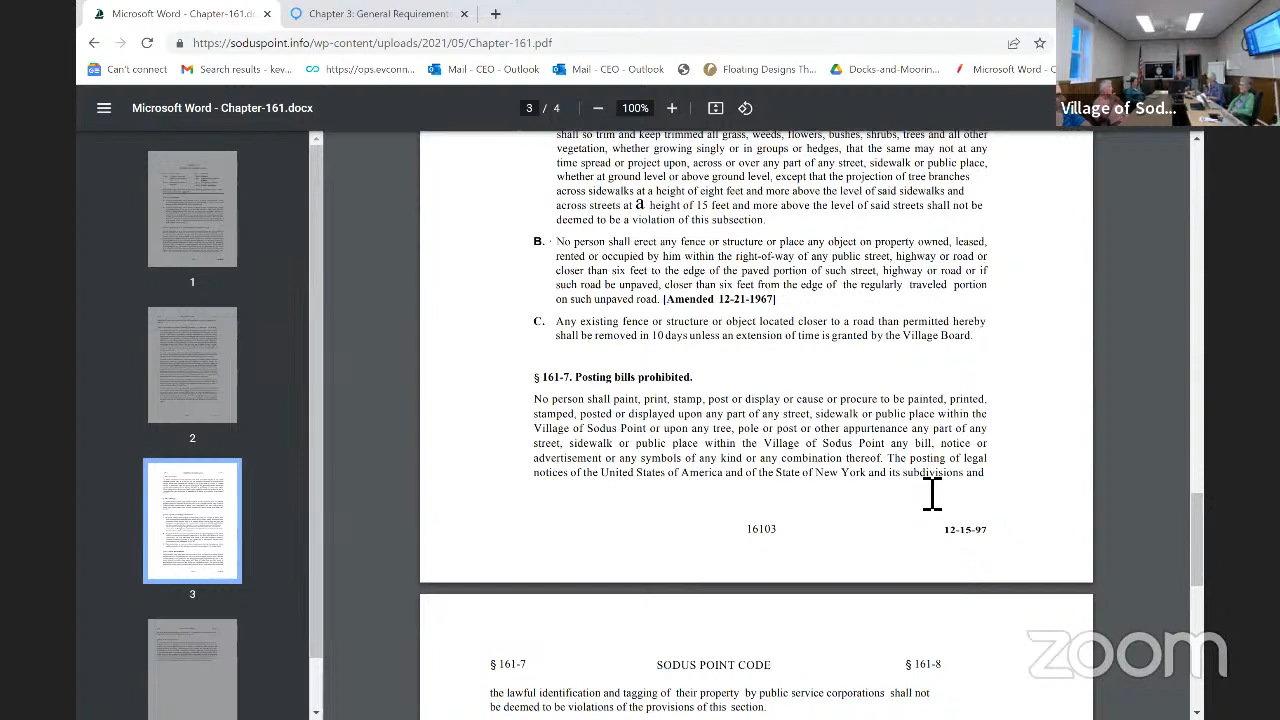 Microsoft Word - Chapter-161.d
Chapter 3: General Requirement
https://soduspoint.info/wp-content/uploads/2021/05/Chapter-161.pdf
Can't connect
Search results - key...
https://ops.everonn...
Mail - CEO - Outlook
Mail - CEO - Outlook
Floating Designs Th...
Docks-and-Moorin...
Microsoft Word - C
Village of Sod...
Microsoft Word - Chapter-161.docx
3 / 4
100%
1
2
3
shall so trim and keep trimmed all grass, weeds, flowers, bushes, shrubs, trees and all other
vegetation, whether growing singly or in groups or hedges, that the same may not at any
time spread or project upon, across or over any part of any street, sidewalk or public place,
whether at ground level or above ground level, except that the projection of tree branches
across sidewalks at a height of eight feet and more above the level of said sidewalks and
across streets at a height of 15 feet and more above the level of said streets shall not be
deemed to be a violation of this subsection.
B. No person shall erect any fence or structure or place any object on property owned, leased,
rented or occupied by him within the right-of-way of any public street, highway or road or
closer than six feet to the edge of the paved portion of such street, highway or road or if
such road be unpaved, closer than six feet from the edge of the regularly traveled portion
on such unpaved road. [Amended 12-21-1967]
C. Any existing fence or structure or object located closer to a road than permitted hereby
shall be removed in 10 days unless an extension of time is granted by the Village Board.
§ 161-7. Posting bills prohibited.
No person shall paint, print, stamp, post or display or cause or procure to be painted, printed,
stamped, posted or displayed upon any part of any street, sidewalk or public place within the
Village of Sodus Point or upon any tree, pole or post or other appurtenance any part of any
street, sidewalk or public place within the Village of Sodus Point any bill, notice or
advertisement or any symbols of any kind or any combination thereof. The posting of legal
notices of the United States of America and of the State of New York and its subdivisions and
16103
12-15-97
§ 161-7 SODUS POINT CODE § 161-8
the lawful identification and tagging of their property by public service corporations shall not
be deemed to be violations of the provisions of this section.
zoom